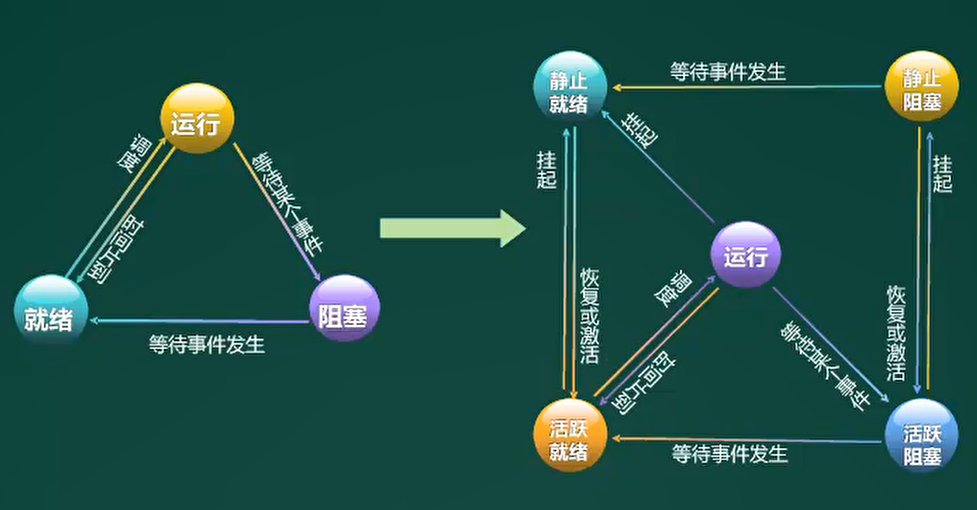 运行
调度
时间片到
等待某个事件
就绪
阻塞
等待事件发生
静止
就绪
等待事件发生
静止
阻塞
挂起
挂起
挂起
运行
恢复或激活
调度
时间片到
等待某个事件
恢复或激活
活跃
就绪
等待事件发生
活跃
阻塞